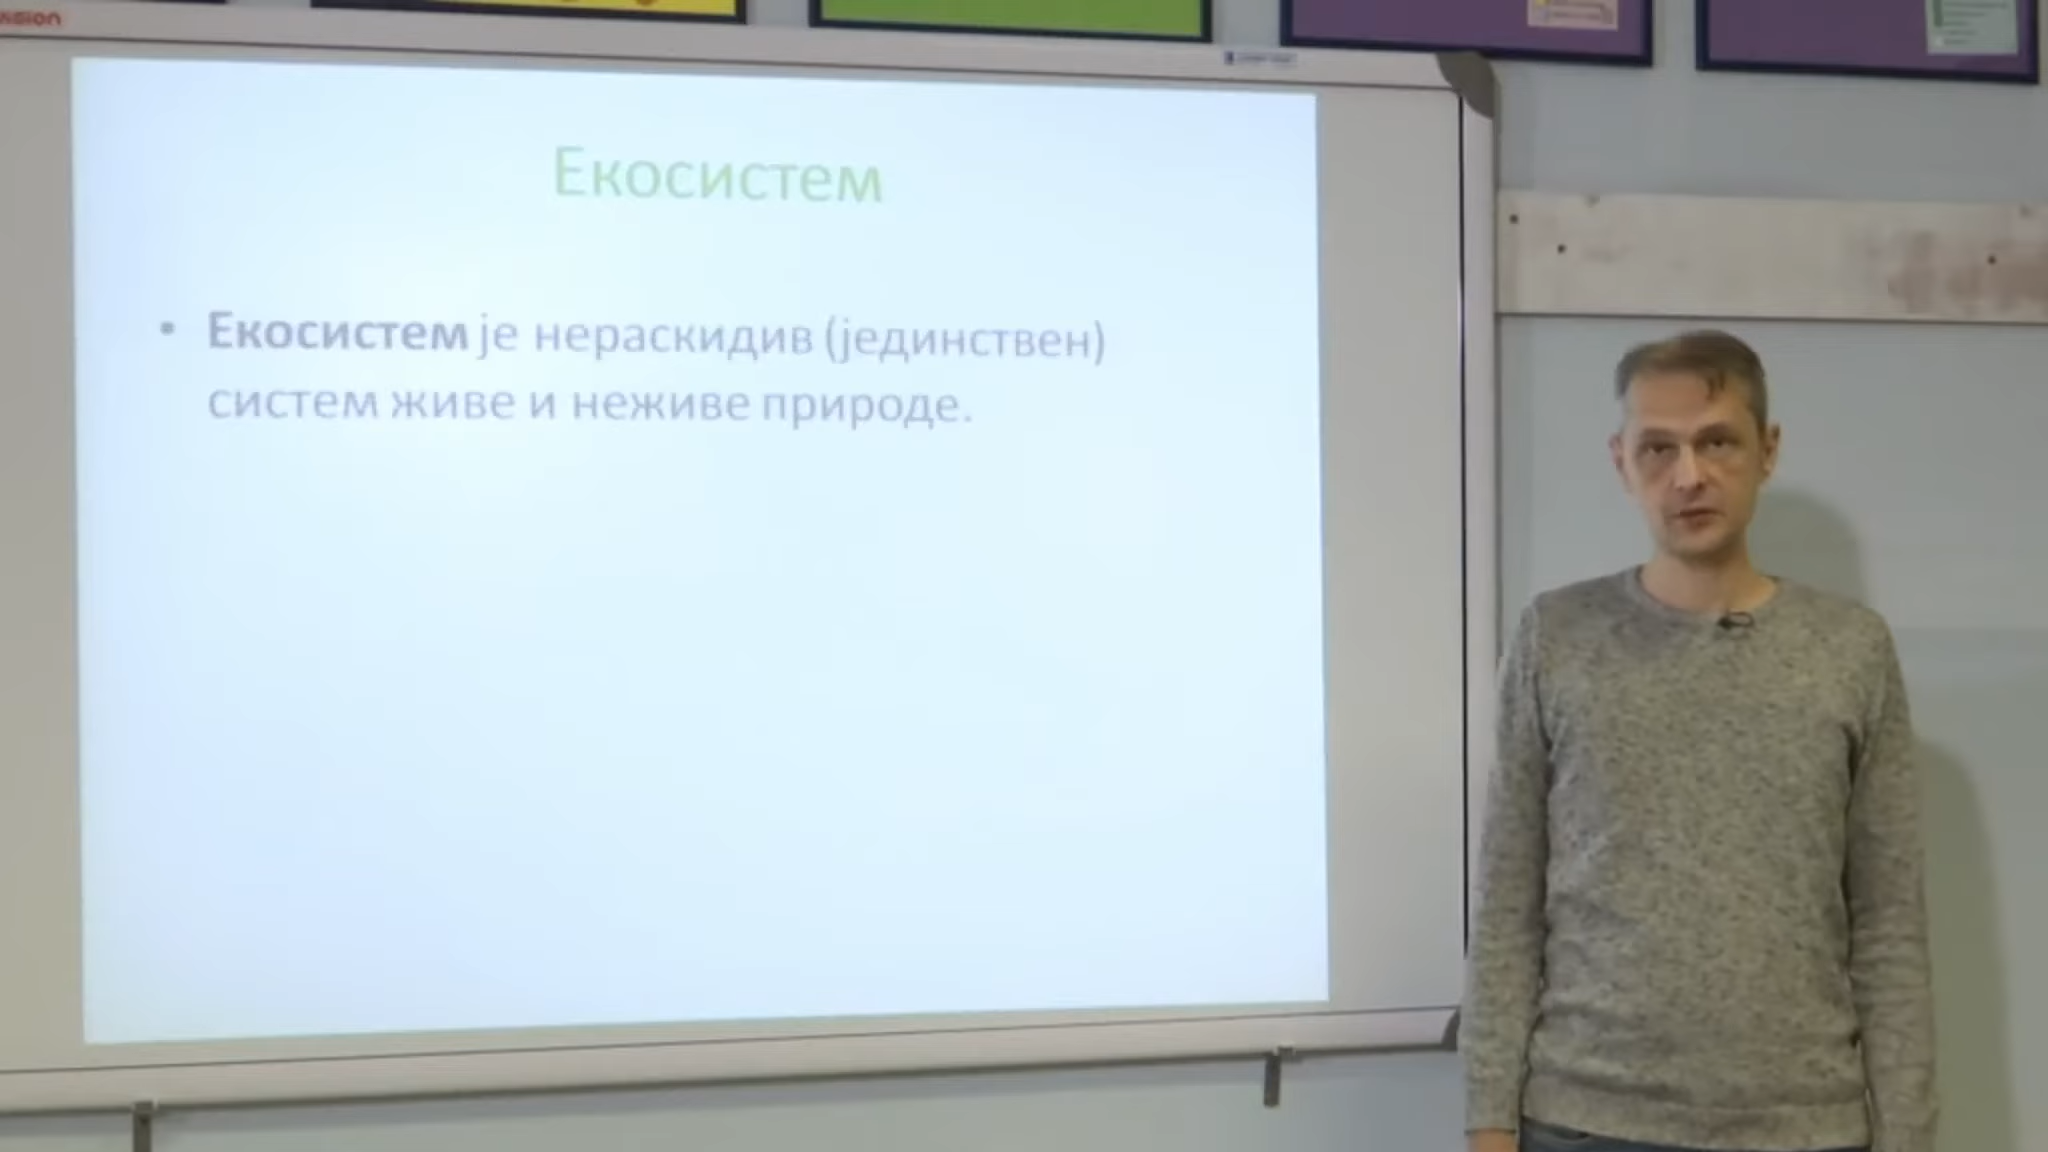 Екосистем
• Екосистем је нераскидив (јединствен)
систем живе и неживе природе.